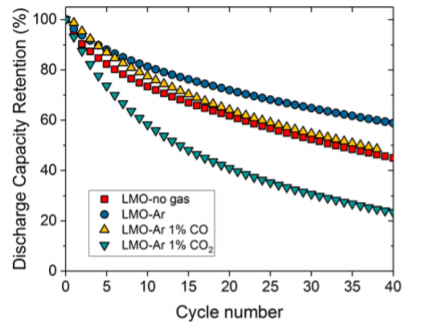 Discharge Capacity Retention (%)
100
80
60
40
20
0
LMO-no gas
LMO-Ar
LMO-Ar 1% CO
LMO-Ar 1% CO₂
0 5 10 15 20 25 30 35 40
Cycle number